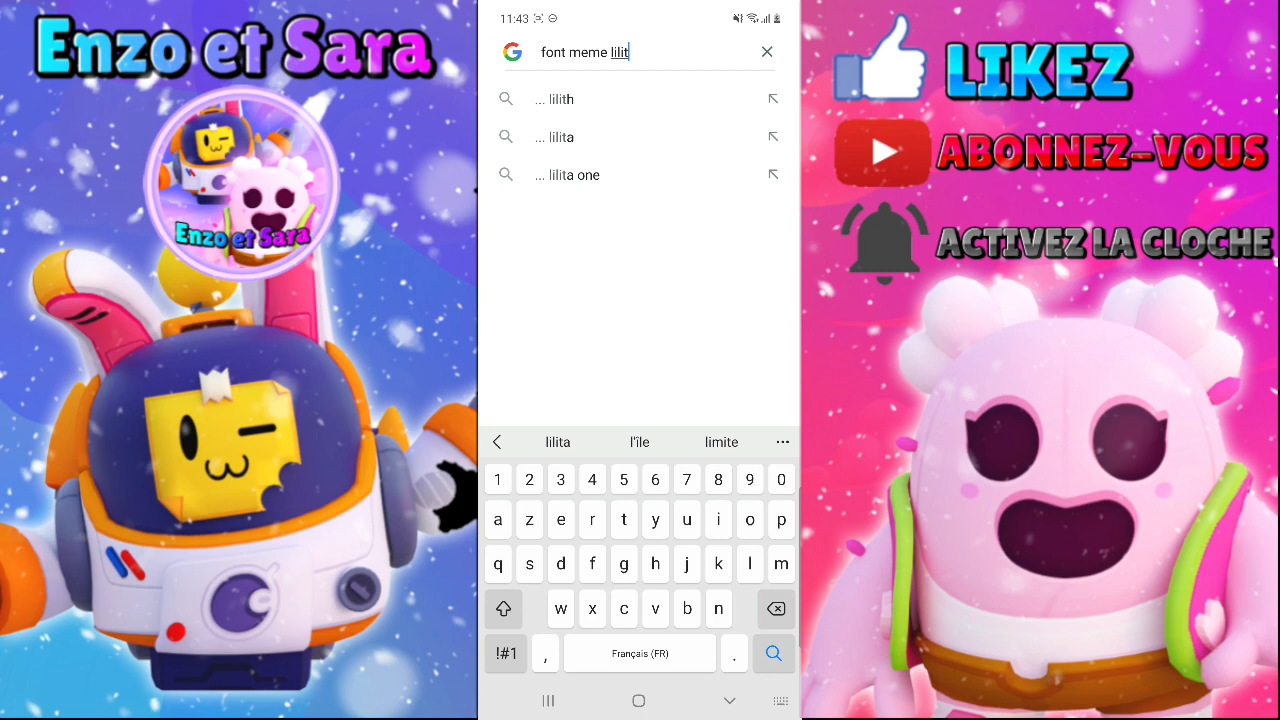 Enzo et Sara
Enzo et Sara
11:43
font meme lilit
... lilith
... lilita
... lilita one
lilita l'île limite ...
1 2 3 4 5 6 7 8 9 0
a z e r t y u i o p
q s d f g h j k l m
w x c v b n
!#1 , Français (FR) .
LIKEZ
ABONNEZ-VOUS
ACTIVEZ LA CLOCHE